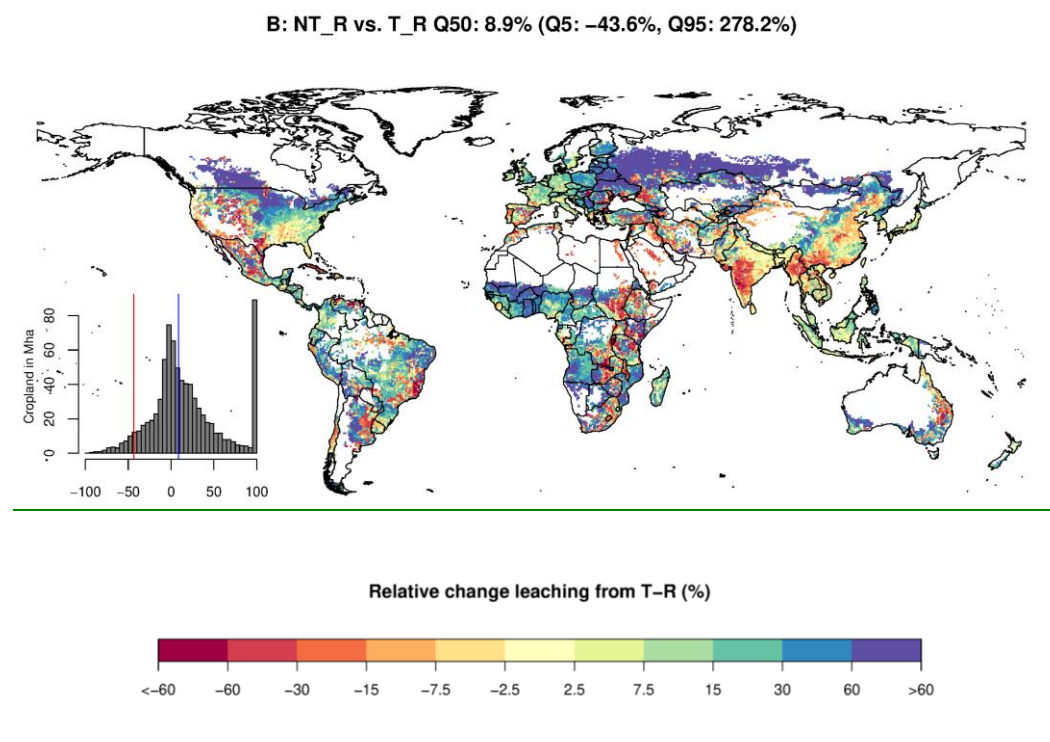 B: NT_R vs. T_R Q50: 8.9% (Q5: −43.6%, Q95: 278.2%)
Cropland in Mha
80
60
40
20
0
−100 −50 0 50 100
Relative change leaching from T−R (%)
<−60 −60 −30 −15 −7.5 −2.5 2.5 7.5 15 30 60 >60